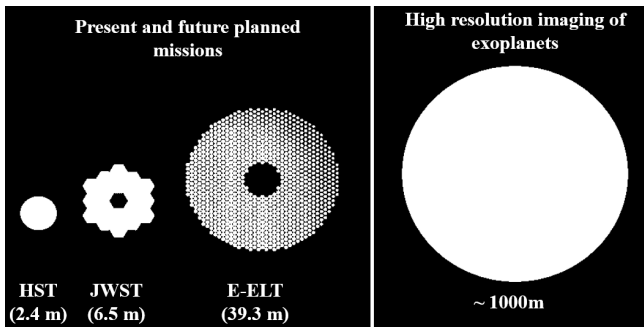 Present and future planned
missions
HST
(2.4 m)
JWST
(6.5 m)
E-ELT
(39.3 m)
High resolution imaging of
exoplanets
~ 1000m